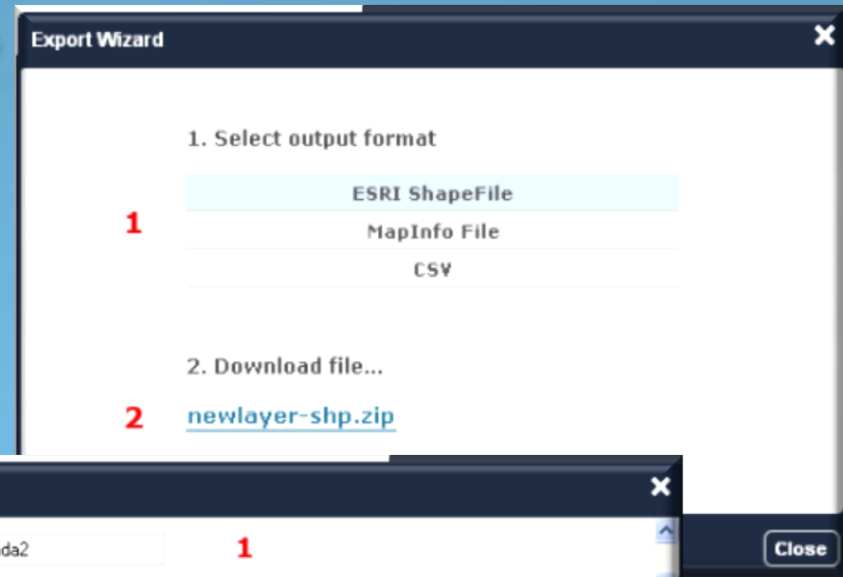 Export Wizard
1. Select output format
ESRI ShapeFile
1
MapInfo File
CSV
2. Download file...
2 newlayer-shp.zip
da2
1
Close